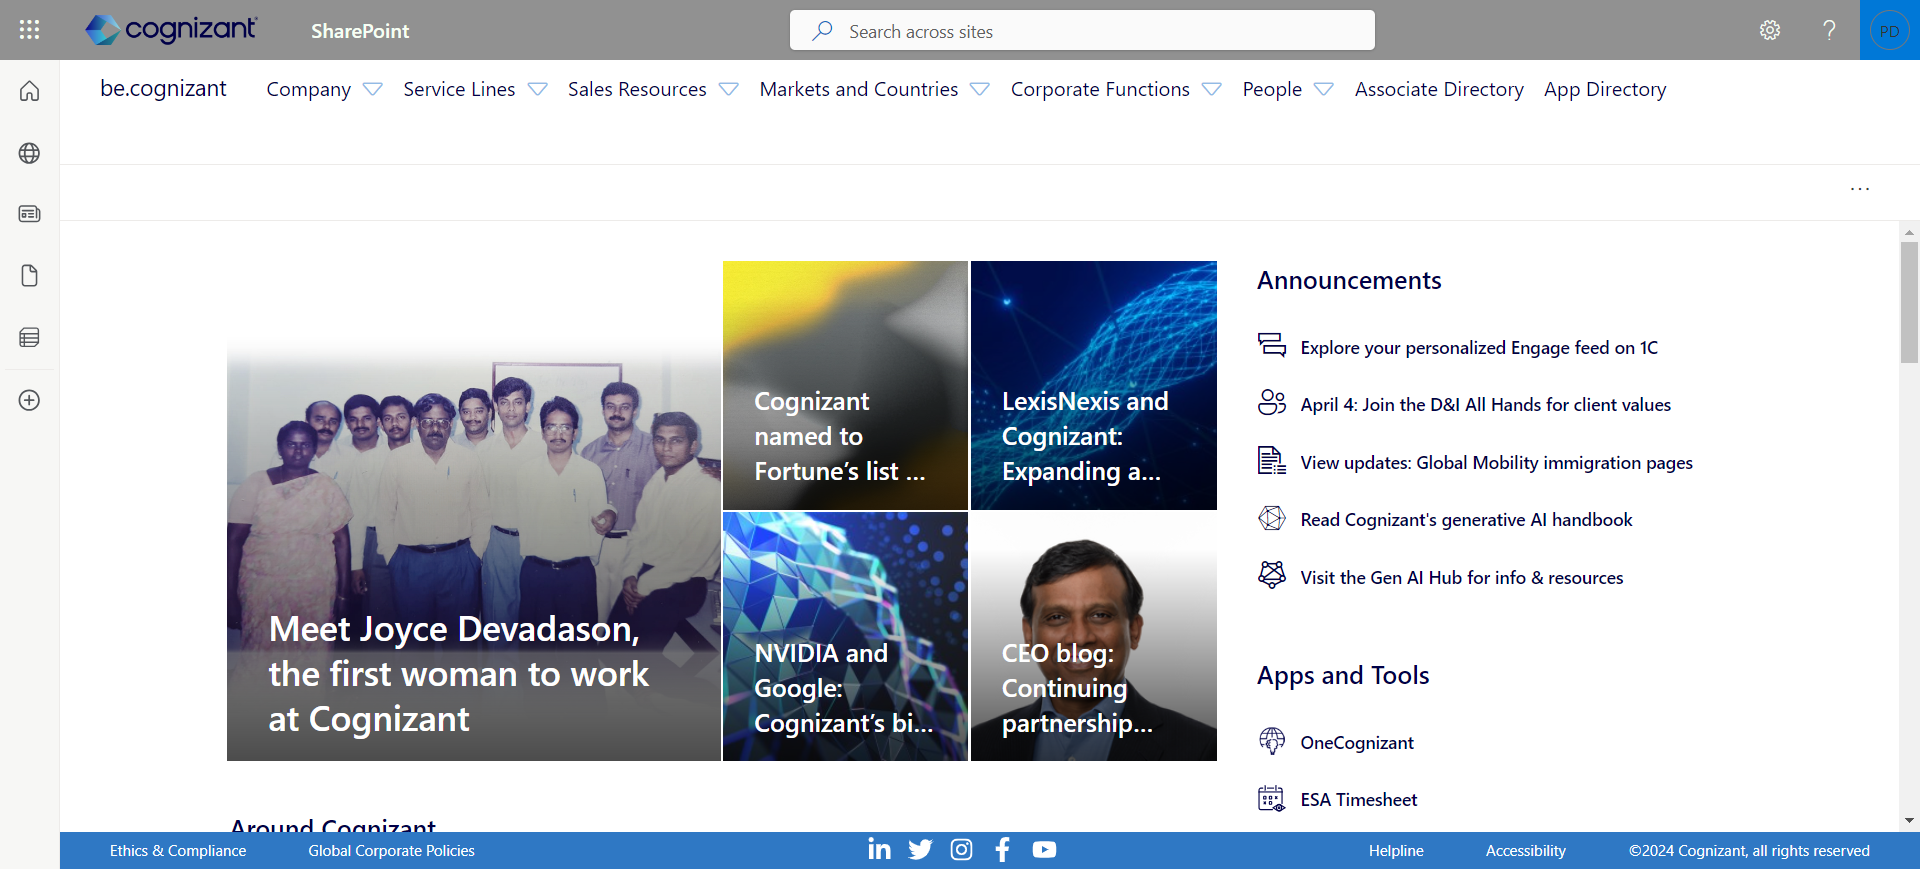 cognizant
SharePoint
Search across sites
?
PD
be.cognizant
Company
Service Lines
Sales Resources
Markets and Countries
Corporate Functions
People
Associate Directory
App Directory
...
Meet Joyce Devadason,
the first woman to work
at Cognizant
Cognizant
named to
Fortune’s list ...
LexisNexis and
Cognizant:
Expanding a...
NVIDIA and
Google:
Cognizant’s bi...
CEO blog:
Continuing
partnership...
Announcements
Explore your personalized Engage feed on 1C
April 4: Join the D&I All Hands for client values
View updates: Global Mobility immigration pages
Read Cognizant's generative AI handbook
Visit the Gen AI Hub for info & resources
Apps and Tools
OneCognizant
ESA Timesheet
Around Cognizant
Ethics & Compliance
Global Corporate Policies
Helpline
Accessibility
©2024 Cognizant, all rights reserved